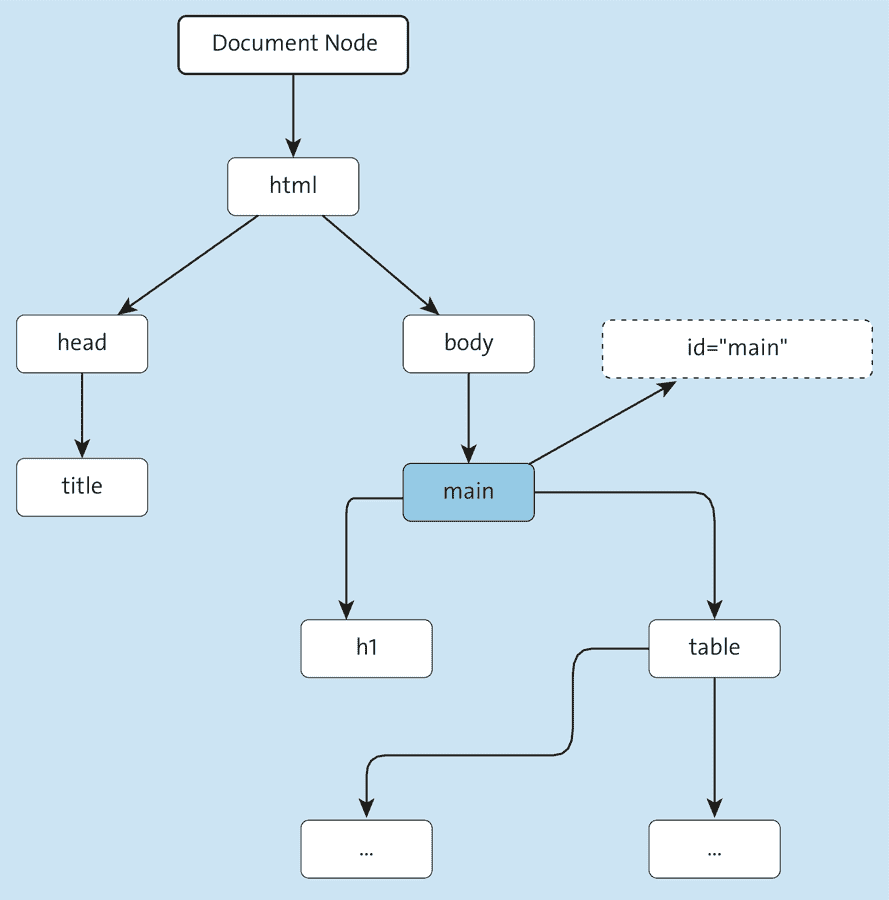 Document Node
html
head
body
id="main"
title
main
h1
table
...
...